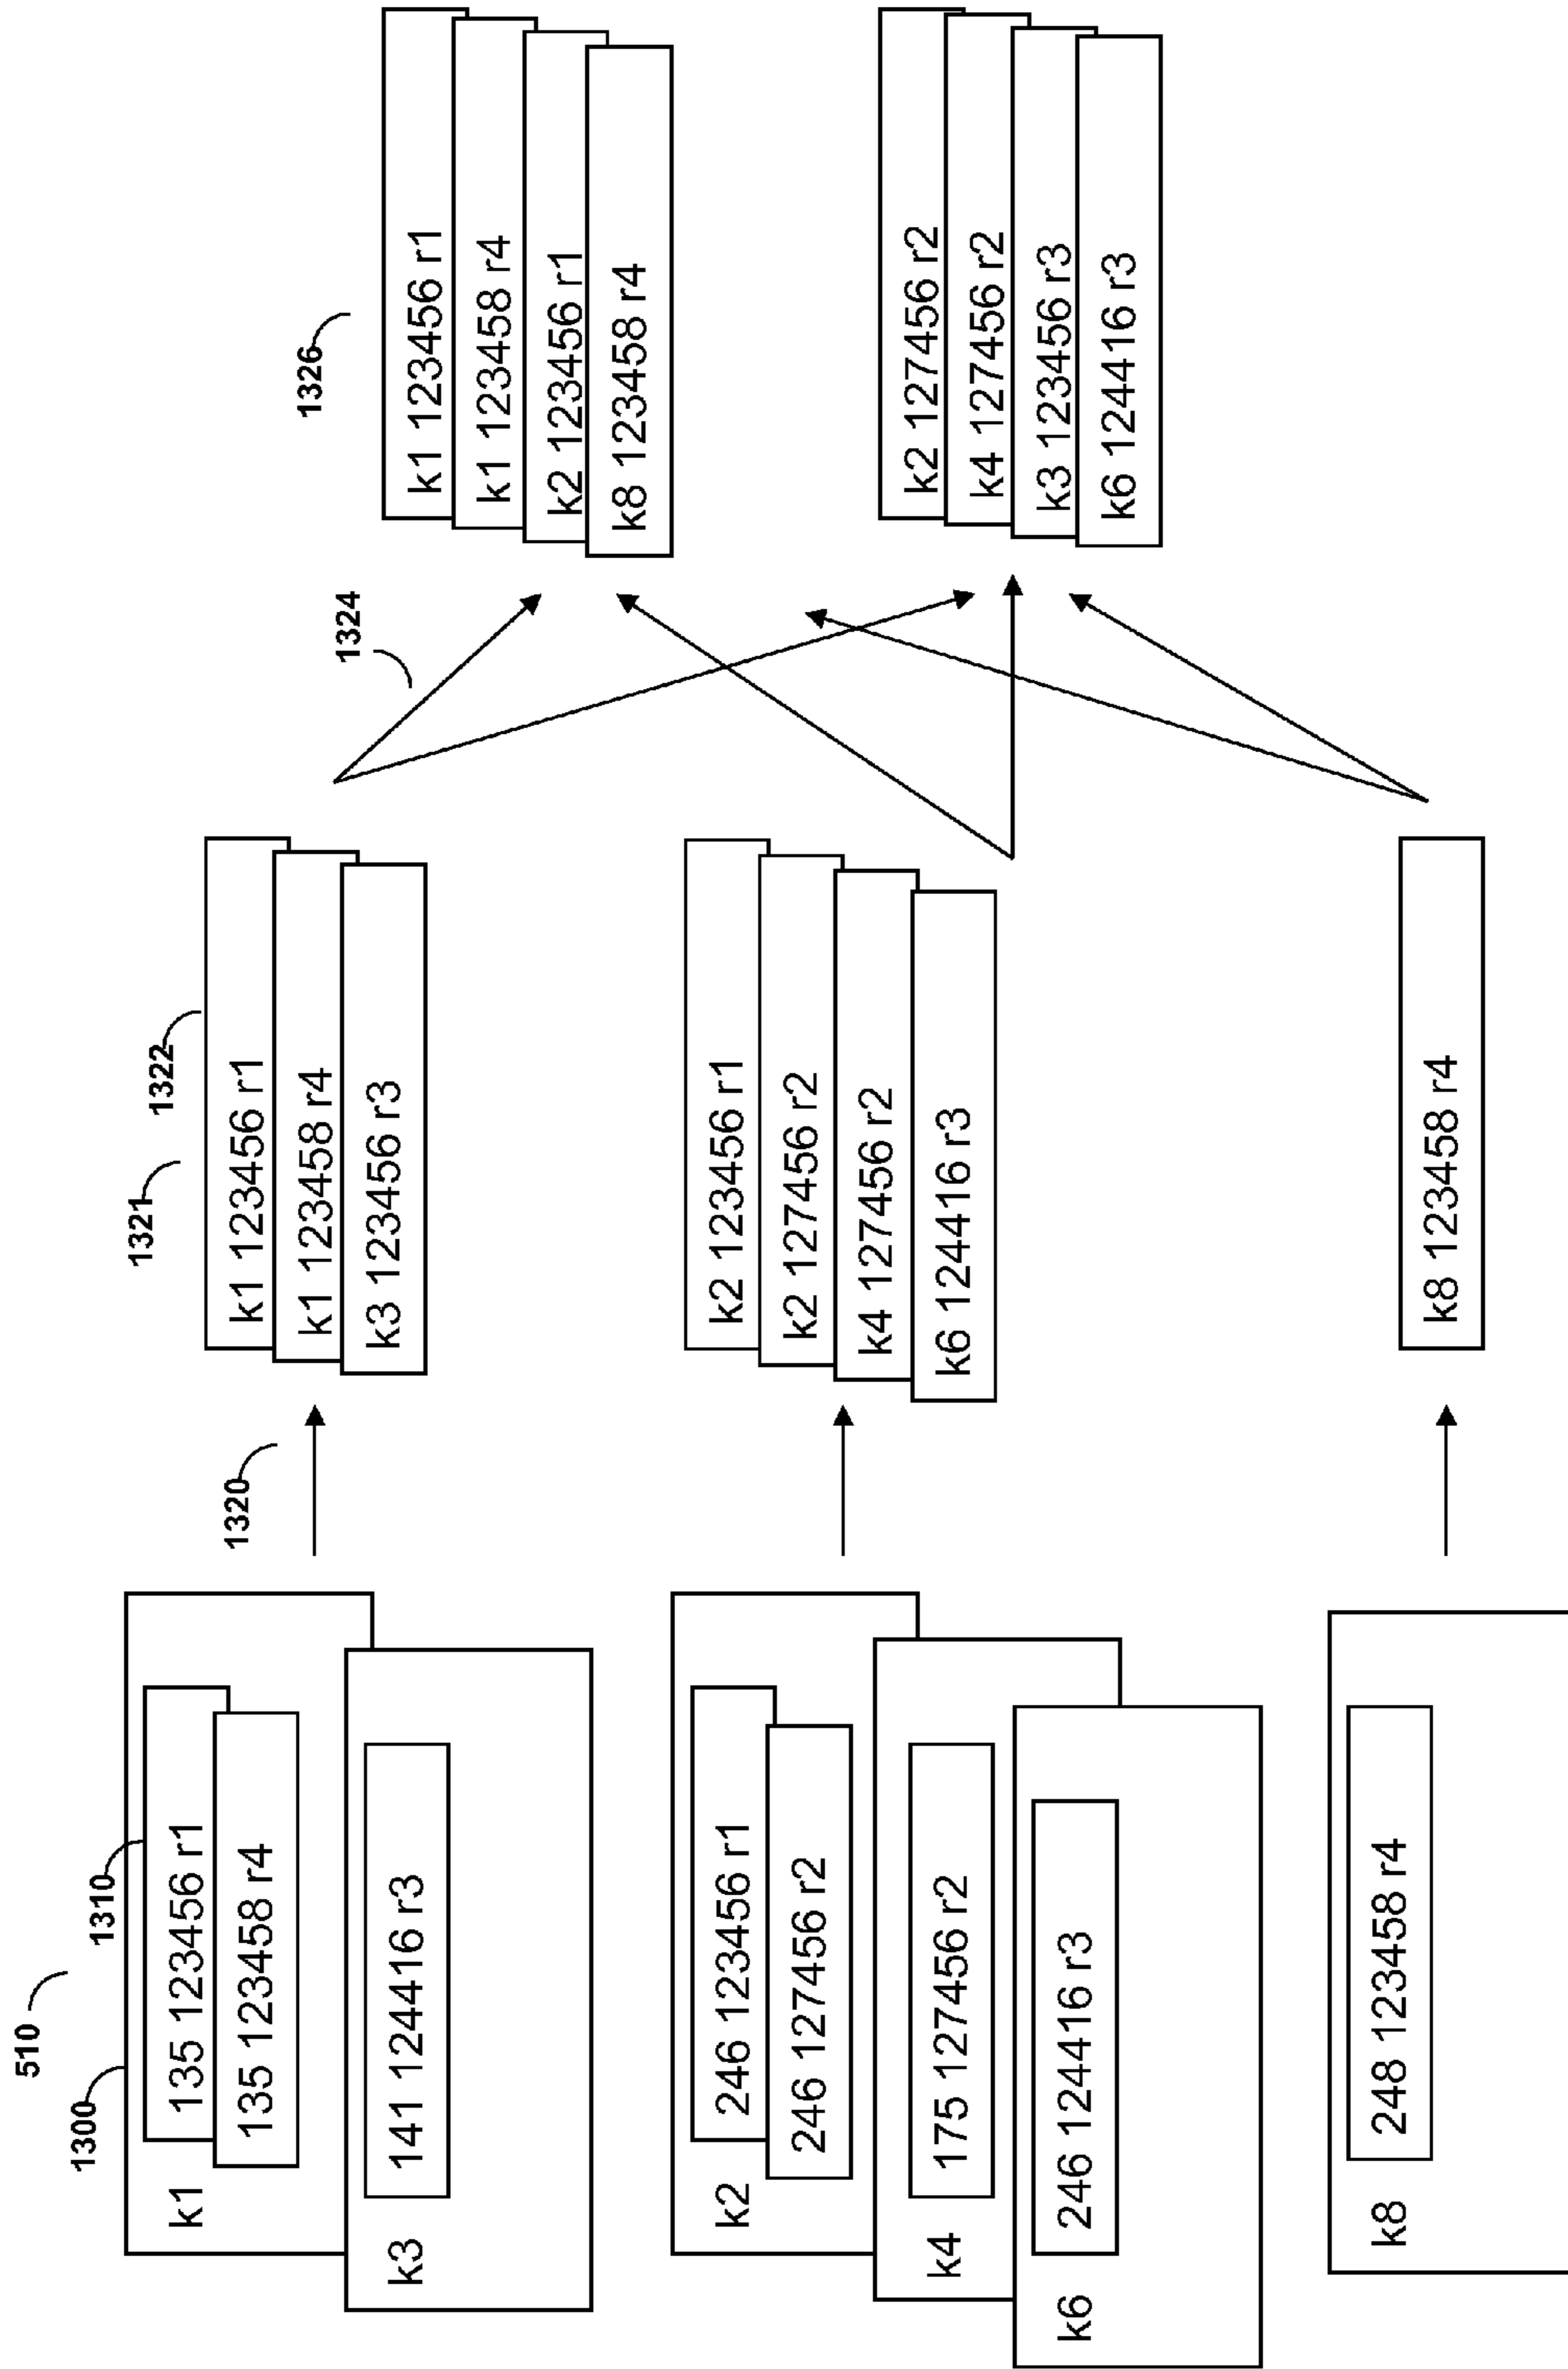 510
1300
1310
k1
135 123456 r1
135 123458 r4
k3
141 124416 r3
k2
246 123456 r1
246 127456 r2
k4
175 127456 r2
k6
246 124416 r3
k8
248 123458 r4
1320
1321
1322
k1 123456 r1
k1 123458 r4
k3 123456 r3
k2 123456 r1
k2 127456 r2
k4 127456 r2
k6 124416 r3
k8 123458 r4
1324
1326
k1 123456 r1
k1 123458 r4
k2 123456 r1
k8 123458 r4
k2 127456 r2
k4 127456 r2
k3 123456 r3
k6 124416 r3